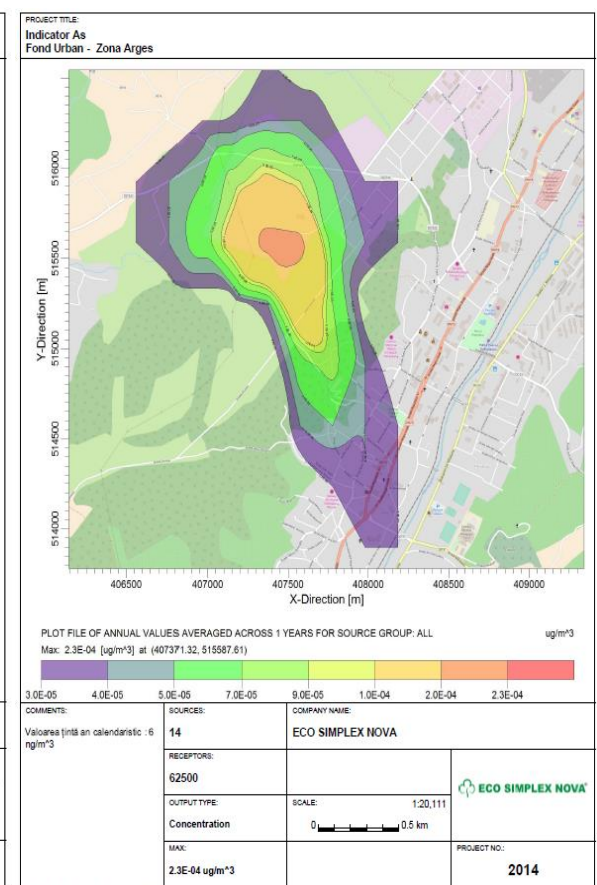 PROJECT TITLE:
Indicator As
Fond Urban - Zona Arges
Y-Direction [m]
516000
515500
515000
514500
514000
406500 407000 407500 408000 408500 409000
X-Direction [m]
PLOT FILE OF ANNUAL VALUES AVERAGED ACROSS 1 YEARS FOR SOURCE GROUP: ALL
ug/m^3
Max: 2.3E-04 [ug/m^3] at (407371.32, 515587.61)
3.0E-05 4.0E-05 5.0E-05 7.0E-05 9.0E-05 1.0E-04 2.0E-04 2.3E-04
COMMENTS:
Valoarea țintă an calendaristic : 6
ng/m^3
SOURCES:
14
COMPANY NAME:
ECO SIMPLEX NOVA
RECEPTORS:
62500
OUTPUT TYPE:
Concentration
SCALE: 1:20,111
0 0.5 km
ECO SIMPLEX NOVA
MAX:
2.3E-04 ug/m^3
PROJECT NO.:
2014